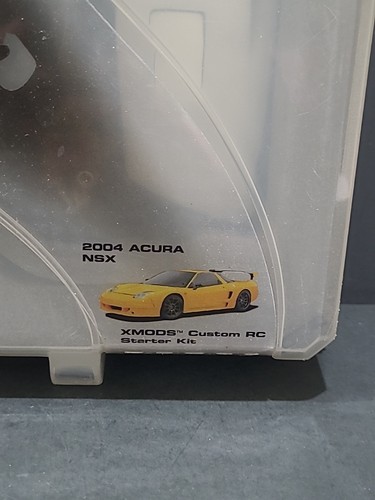 2004 ACURA
NSX
XMODS™ Custom RC
Starter Kit